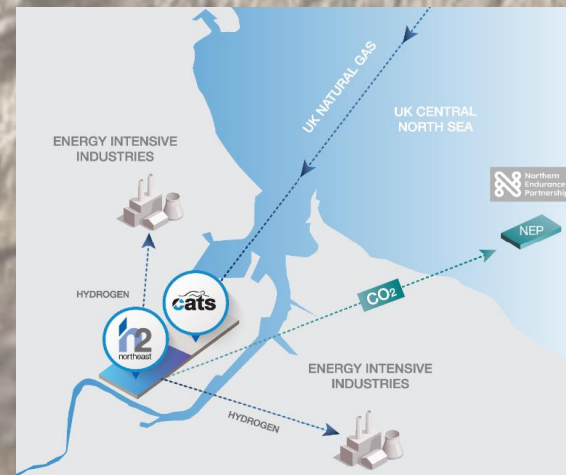 UK NATURAL GAS
UK CENTRAL
NORTH SEA
ENERGY INTENSIVE
INDUSTRIES
Northern
Endurance
Partnership
NEP
HYDROGEN
cats
CO2
h2
northeast
ENERGY INTENSIVE
INDUSTRIES
HYDROGEN